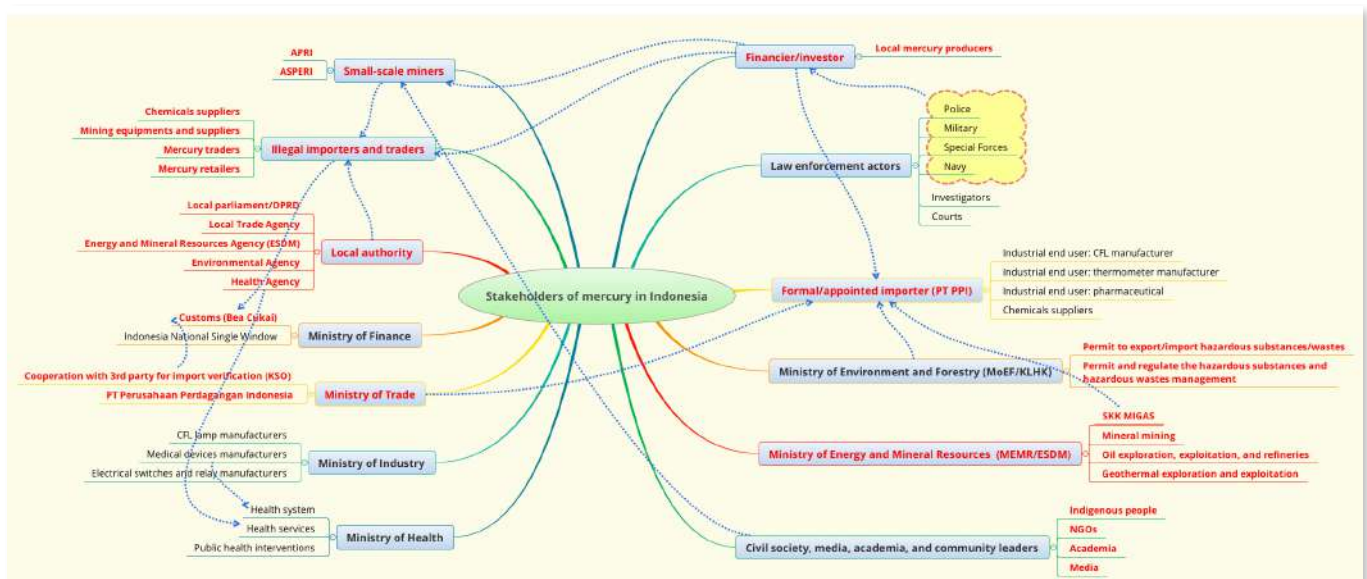 APRI
ASPERI
Small-scale miners
Chemicals suppliers
Mining equipments and suppliers
Mercury traders
Mercury retailers
Illegal importers and traders
Local parliament/DPRD
Local Trade Agency
Energy and Mineral Resources Agency (ESDM)
Environmental Agency
Health Agency
Local authority
Customs (Bea Cukai)
Indonesia National Single Window
Ministry of Finance
Cooperation with 3rd party for import verification (KSO)
PT Perusahaan Perdagangan Indonesia
Ministry of Trade
CFL lamp manufacturers
Medical devices manufacturers
Electrical switches and relay manufacturers
Ministry of Industry
Health system
Health services
Public health interventions
Ministry of Health
Stakeholders of mercury in Indonesia
Financier/investor
Local mercury producers
Law enforcement actors
Police
Military
Special Forces
Navy
Investigators
Courts
Formal/appointed importer (PT PPI)
Industrial end user: CFL manufacturer
Industrial end user: thermometer manufacturer
Industrial end user: pharmaceutical
Chemicals suppliers
Ministry of Environment and Forestry (MoEF/KLHK)
Permit to export/import hazardous substances/wastes
Permit and regulate the hazardous substances and
hazardous wastes management
Ministry of Energy and Mineral Resources (MEMR/ESDM)
SKK MIGAS
Mineral mining
Oil exploration, exploitation, and refineries
Geothermal exploration and exploitation
Civil society, media, academia, and community leaders
Indigenous people
NGOs
Academia
Media